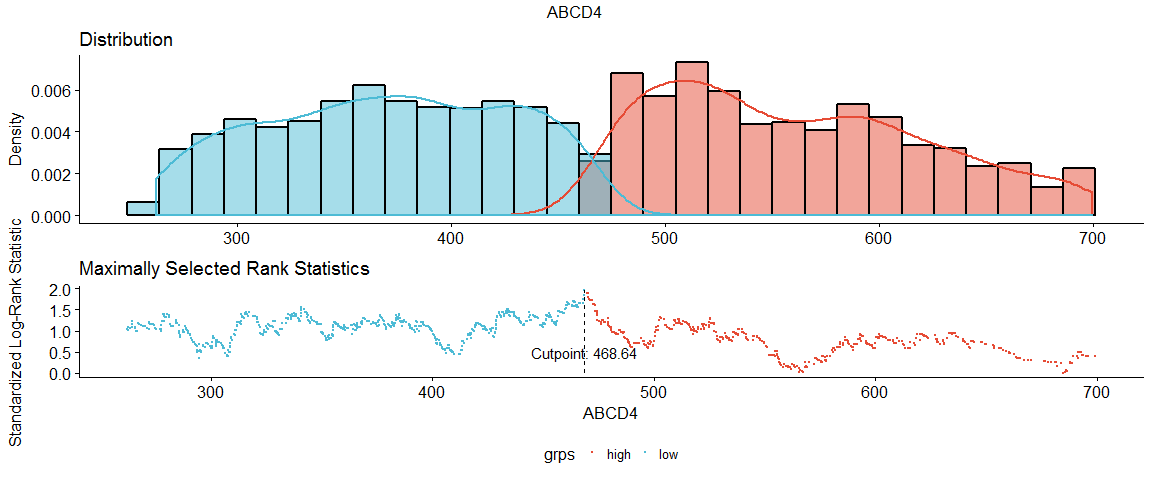 ABCD4
Distribution
Density
0.006
0.004
0.002
0.000
300 400 500 600 700
Maximally Selected Rank Statistics
Standardized Log-Rank Statistic
2.0
1.5
1.0
0.5
0.0
Cutpoint: 468.64
300 400 500 600 700
ABCD4
grps high low